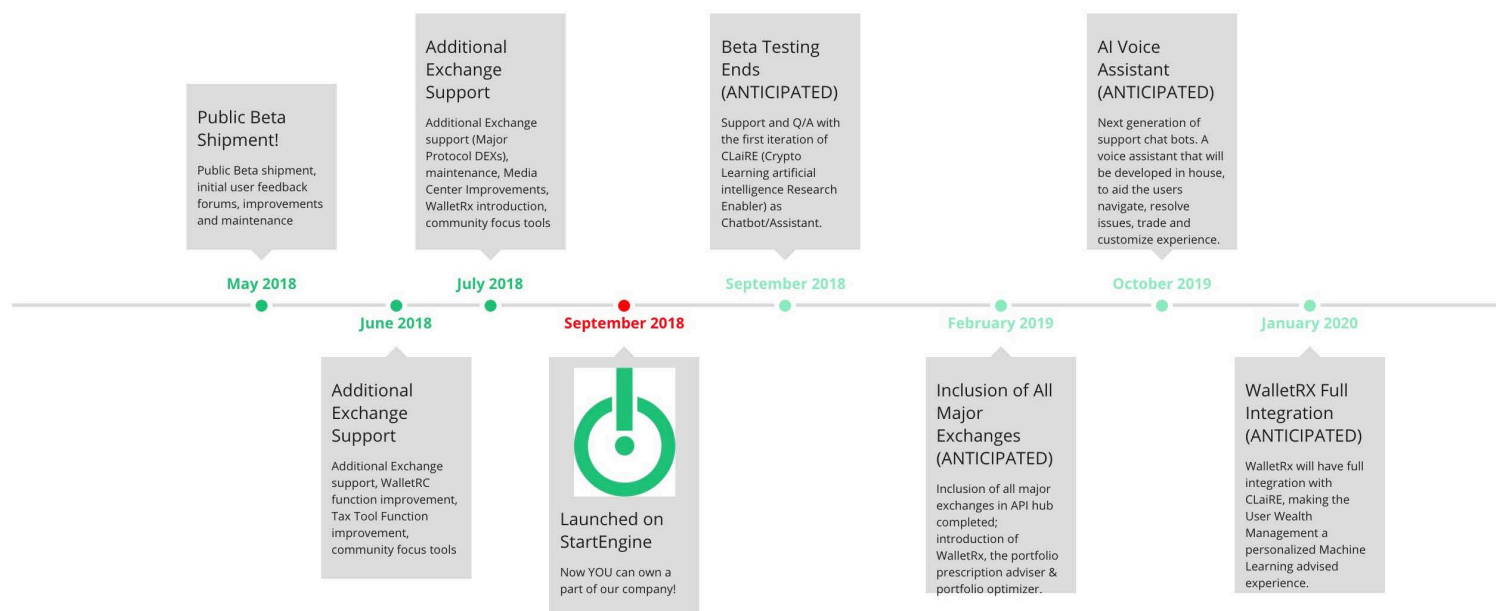 Public Beta
Shipment!
Public Beta shipment,
initial user feedback
forums, improvements
and maintenance
May 2018
June 2018
Additional
Exchange
Support
Additional Exchange
support, WalletRC
function improvement,
Tax Tool Function
improvement,
community focus tools
Additional
Exchange
Support
Additional Exchange
support (Major
Protocol DEXs),
maintenance, Media
Center Improvements,
WalletRx introduction,
community focus tools
July 2018
September 2018
Launched on
StartEngine
Now YOU can own a
part of our company!
Beta Testing
Ends
(ANTICIPATED)
Support and Q/A with
the first iteration of
CLaiRE (Crypto
Learning artificial
intelligence Research
Enabler) as
Chatbot/Assistant.
September 2018
February 2019
Inclusion of All
Major
Exchanges
(ANTICIPATED)
Inclusion of all major
exchanges in API hub
completed;
introduction of
WalletRx, the portfolio
prescription adviser &
portfolio optimizer.
AI Voice
Assistant
(ANTICIPATED)
Next generation of
support chat bots. A
voice assistant that will
be developed in house,
to aid the users
navigate, resolve
issues, trade and
customize experience.
October 2019
January 2020
WalletRX Full
Integration
(ANTICIPATED)
WalletRx will have full
integration with
CLaiRE, making the
User Wealth
Management a
personalized Machine
Learning advised
experience.